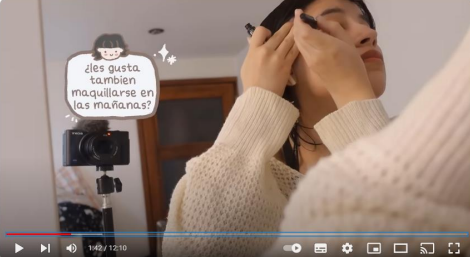 ¿les gusta
tambien
maquillarse en
las mañanas?
1:42 / 12:10